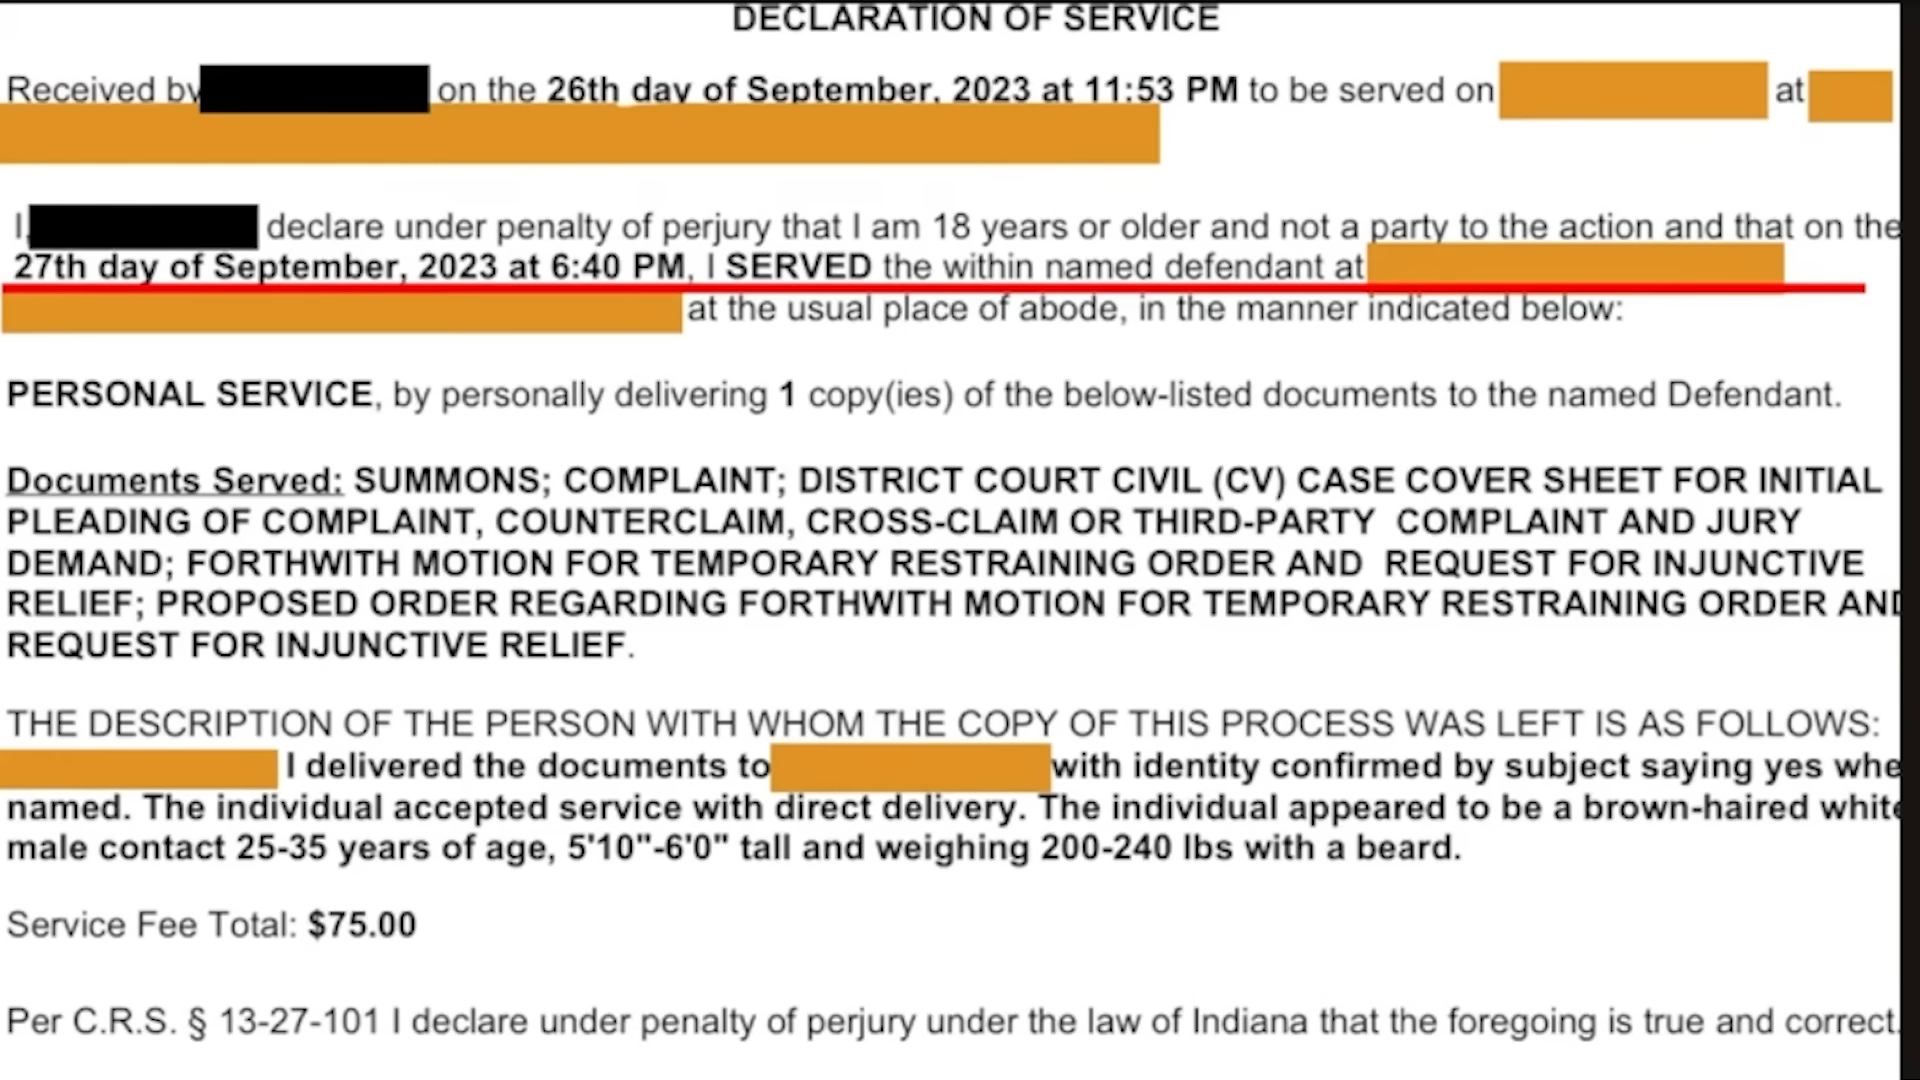 DECLARATION OF SERVICE
Received by on the 26th day of September, 2023 at 11:53 PM to be served on at
I, declare under penalty of perjury that I am 18 years or older and not a party to the action and that on the
27th day of September, 2023 at 6:40 PM, I SERVED the within named defendant at
at the usual place of abode, in the manner indicated below:
PERSONAL SERVICE, by personally delivering 1 copy(ies) of the below-listed documents to the named Defendant.
Documents Served: SUMMONS; COMPLAINT; DISTRICT COURT CIVIL (CV) CASE COVER SHEET FOR INITIAL
PLEADING OF COMPLAINT, COUNTERCLAIM, CROSS-CLAIM OR THIRD-PARTY COMPLAINT AND JURY
DEMAND; FORTHWITH MOTION FOR TEMPORARY RESTRAINING ORDER AND REQUEST FOR INJUNCTIVE
RELIEF; PROPOSED ORDER REGARDING FORTHWITH MOTION FOR TEMPORARY RESTRAINING ORDER AND
REQUEST FOR INJUNCTIVE RELIEF.
THE DESCRIPTION OF THE PERSON WITH WHOM THE COPY OF THIS PROCESS WAS LEFT IS AS FOLLOWS:
I delivered the documents to with identity confirmed by subject saying yes whe
named. The individual accepted service with direct delivery. The individual appeared to be a brown-haired white
male contact 25-35 years of age, 5'10"-6'0" tall and weighing 200-240 lbs with a beard.
Service Fee Total: $75.00
Per C.R.S. § 13-27-101 I declare under penalty of perjury under the law of Indiana that the foregoing is true and correct.